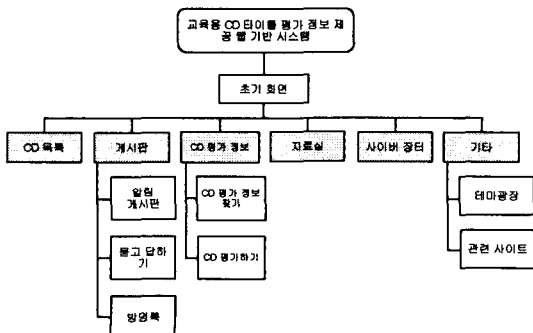 교육용 CD 타이틀 평가 정보 제
공 웹 기반 시스템
초기 화면
CD 목록
게시판
CD 평가 정보
자료실
사이버 장터
기타
알림
게시판
CD 평가 정보
찾기
테마광장
묻고 답하
기
CD 평가하기
관련 사이트
방명록